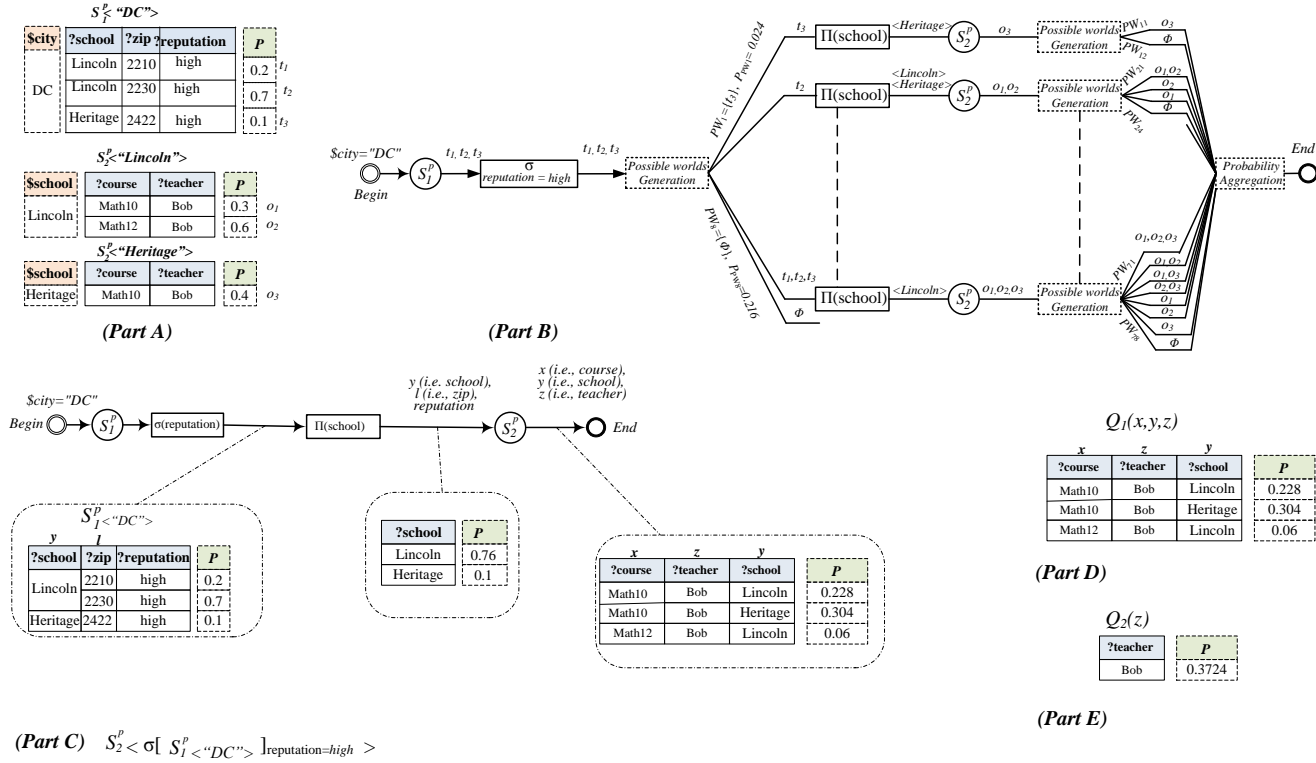 S₁ᵖ<“DC”>
$city ?school ?zip ?reputation P
DC
Lincoln 2210 high 0.2 t₁
Lincoln 2230 high 0.7 t₂
Heritage 2422 high 0.1 t₃
S₂ᵖ<“Lincoln”>
$school ?course ?teacher P
Lincoln
Math10 Bob 0.3 o₁
Math12 Bob 0.6 o₂
S₂ᵖ<“Heritage”>
$school ?course ?teacher P
Heritage Math10 Bob 0.4 o₃
(Part A)
$city="DC"
Begin
S₁ᵖ
t₁, t₂, t₃
σ
reputation = high
t₁, t₂, t₃
Possible worlds
Generation
PW₁={t₃}, P_PW1= 0.024
PW₈={Φ}, P_PW8=0.216
t₃
Π(school)
<Heritage>
S₂ᵖ
o₃
Possible worlds
Generation
PW₁₁
o₃
Φ
PW₁₂
t₂
Π(school)
<Lincoln>
<Heritage>
S₂ᵖ
o₁,o₂
Possible worlds
Generation
PW₂₁
o₁,o₂
o₂
o₁
Φ
PW₂₄
t₁,t₂,t₃
Π(school)
<Lincoln>
S₂ᵖ
o₁,o₂,o₃
Possible worlds
Generation
PW₇₁
o₁,o₂,o₃
o₁,o₂
o₁,o₃
o₂,o₃
o₁
o₂
o₃
Φ
PW₇₈
Φ
Probability
Aggregation
End
(Part B)
$city="DC"
Begin
S₁ᵖ
σ(reputation)
Π(school)
y (i.e. school),
l (i.e., zip),
reputation
S₂ᵖ
x (i.e., course),
y (i.e., school),
z (i.e., teacher)
End
S₁ᵖ<“DC”>
y l
?school ?zip ?reputation P
Lincoln
2210 high 0.2
2230 high 0.7
Heritage 2422 high 0.1
?school P
Lincoln 0.76
Heritage 0.1
x z y
?course ?teacher ?school P
Math10 Bob Lincoln 0.228
Math10 Bob Heritage 0.304
Math12 Bob Lincoln 0.06
(Part C) S₂ᵖ< σ[ S₁ᵖ<“DC”> ]reputation=high >
Q₁(x,y,z)
x z y
?course ?teacher ?school P
Math10 Bob Lincoln 0.228
Math10 Bob Heritage 0.304
Math12 Bob Lincoln 0.06
(Part D)
Q₂(z)
?teacher P
Bob 0.3724
(Part E)